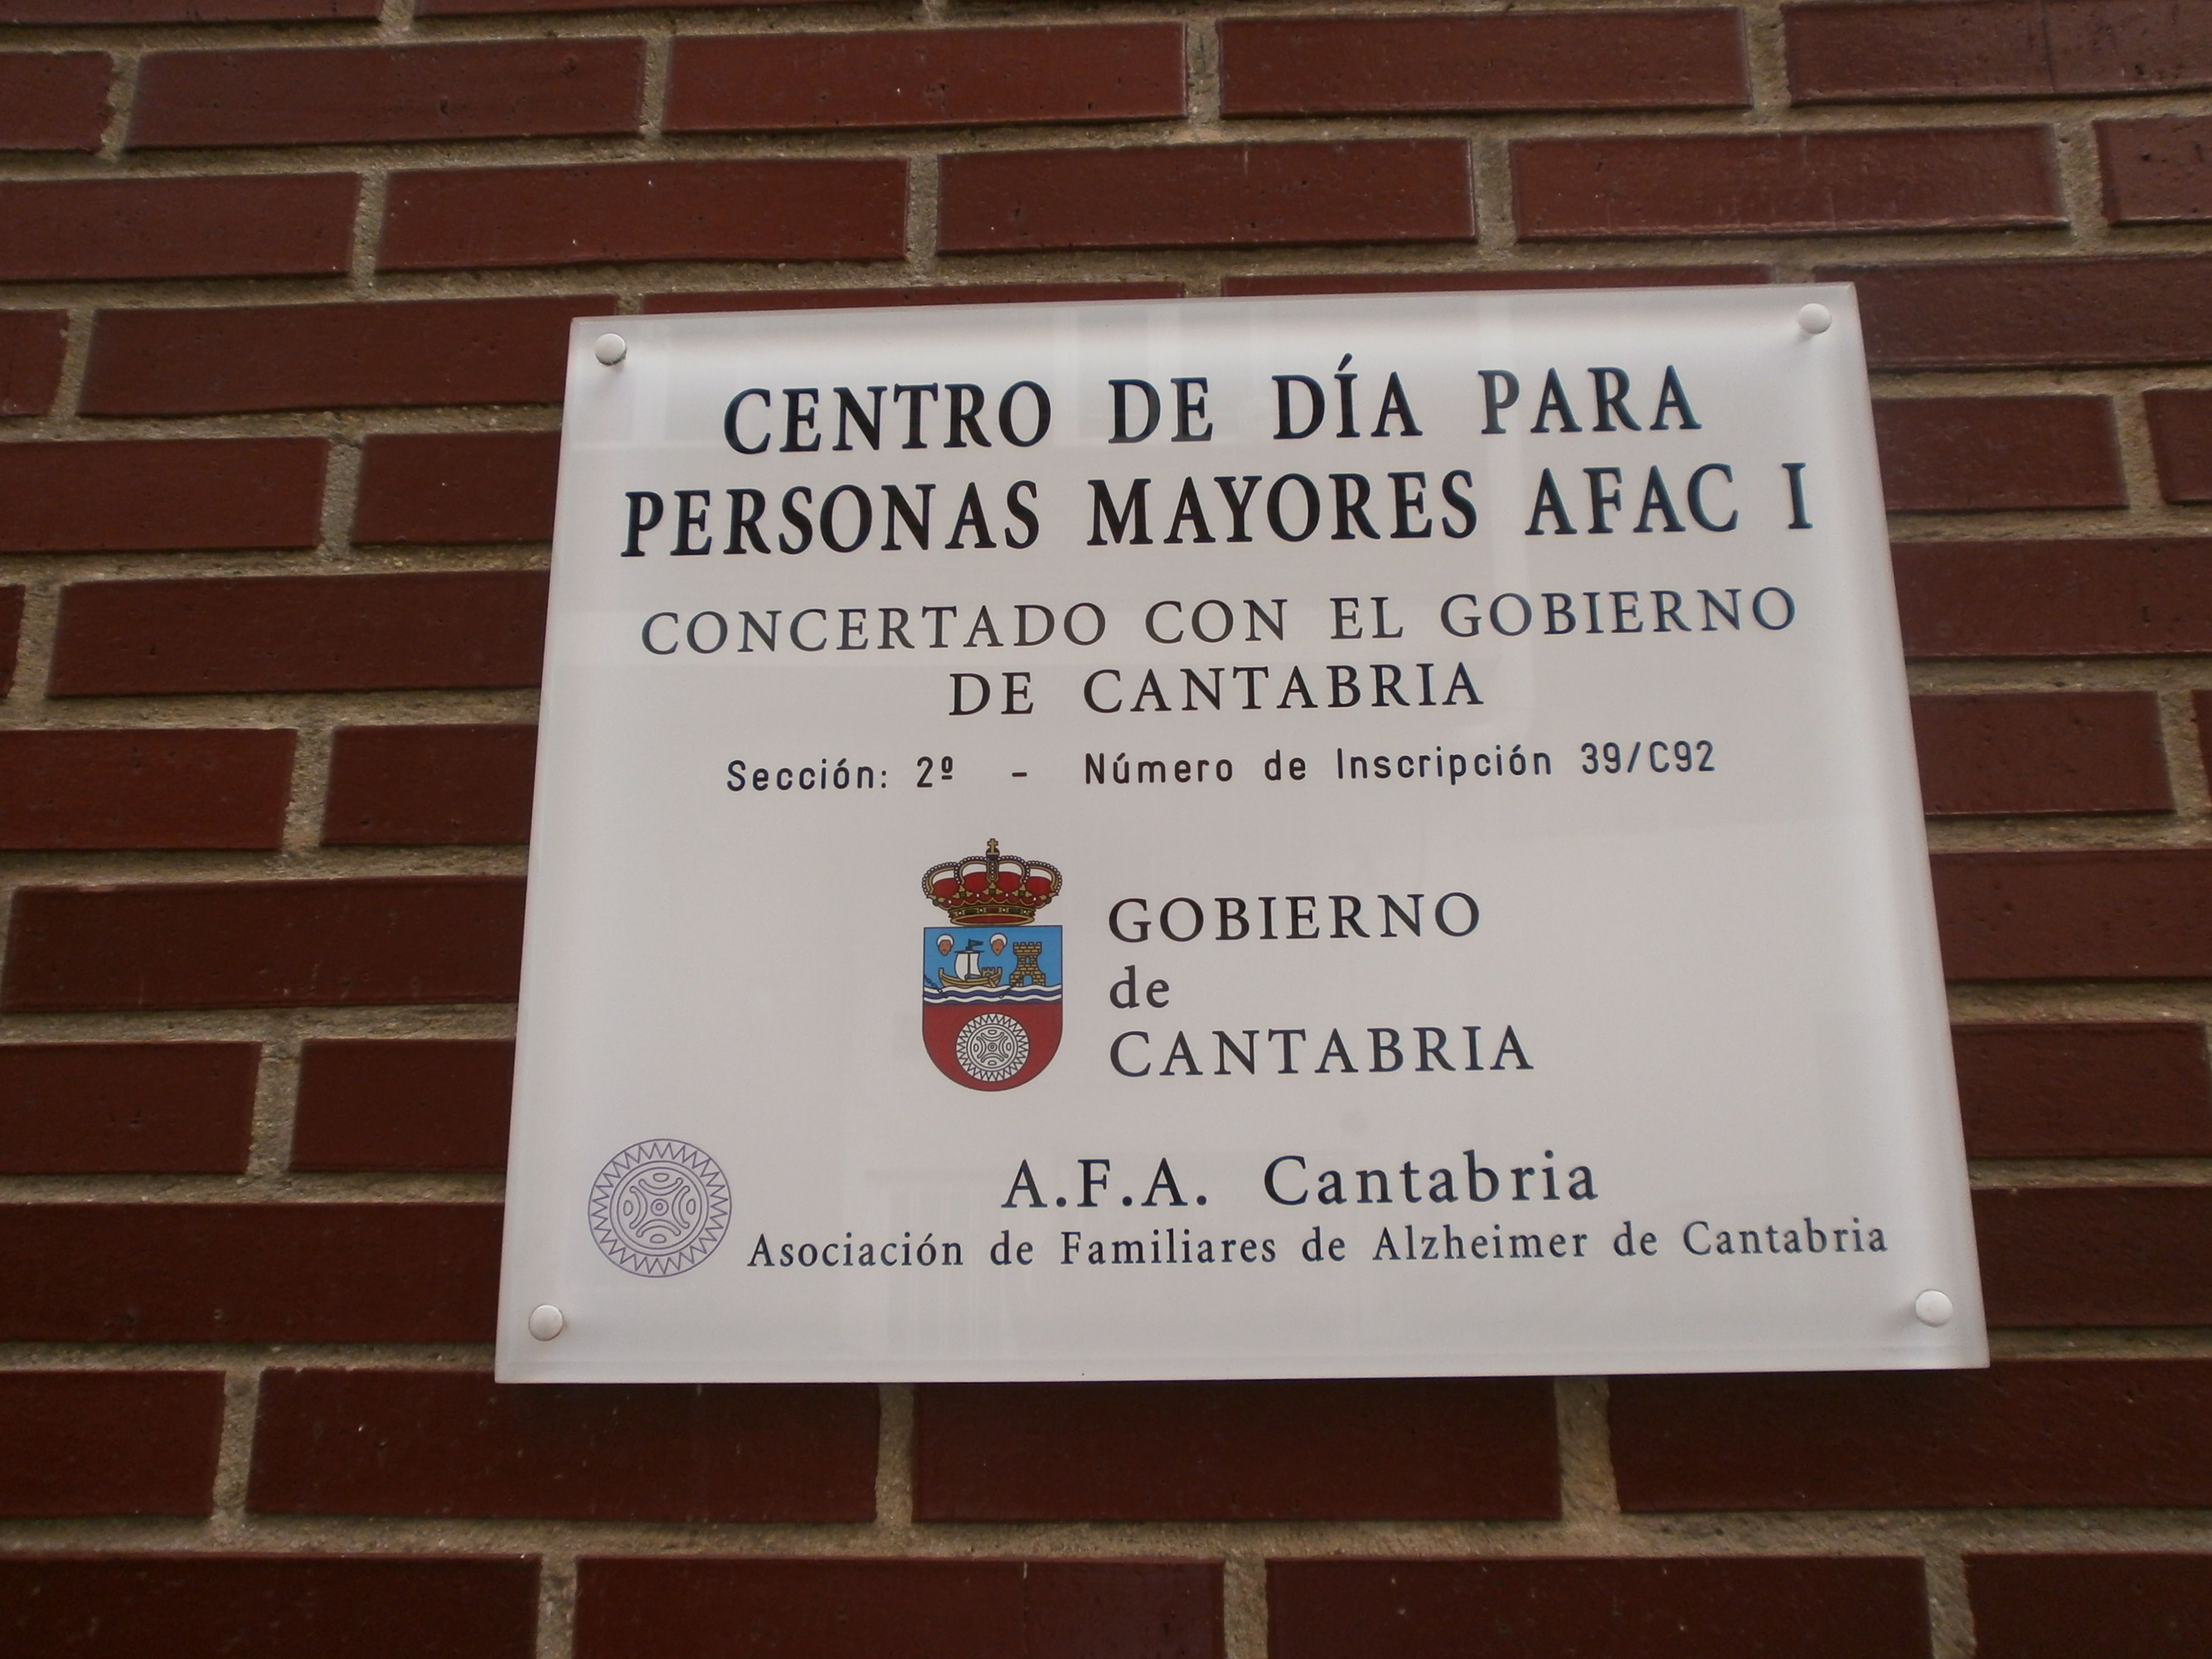 CENTRO DE DÍA PARA
PERSONAS MAYORES AFAC I
CONCERTADO CON EL GOBIERNO
DE CANTABRIA
Sección: 2º - Número de Inscripción 39/C92
GOBIERNO
de
CANTABRIA
A.F.A. Cantabria
Asociación de Familiares de Alzheimer de Cantabria